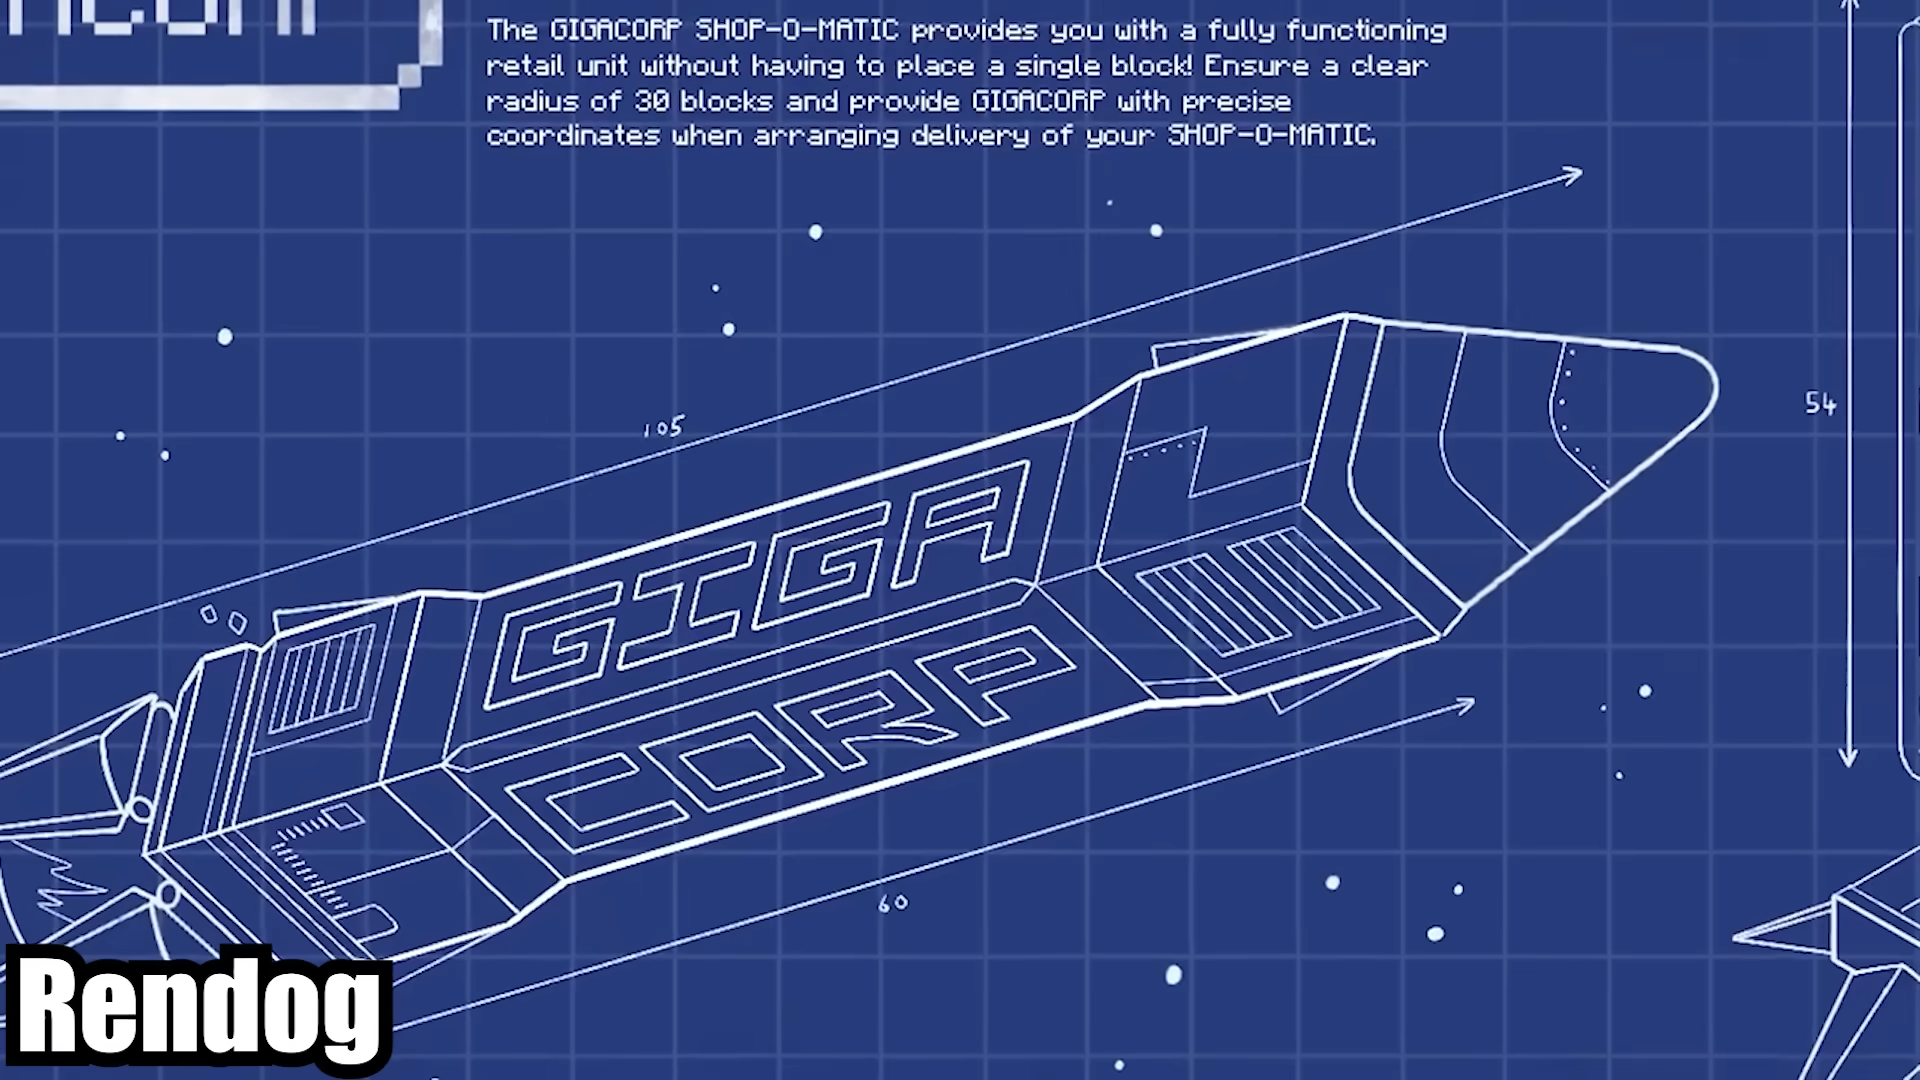 The GIGACORP SHOP-O-MATIC provides you with a fully functioning
retail unit without having to place a single block! Ensure a clear
radius of 30 blocks and provide GIGACORP with precise
coordinates when arranging delivery of your SHOP-O-MATIC.
105
54
GIGA
CORP
60
Rendog